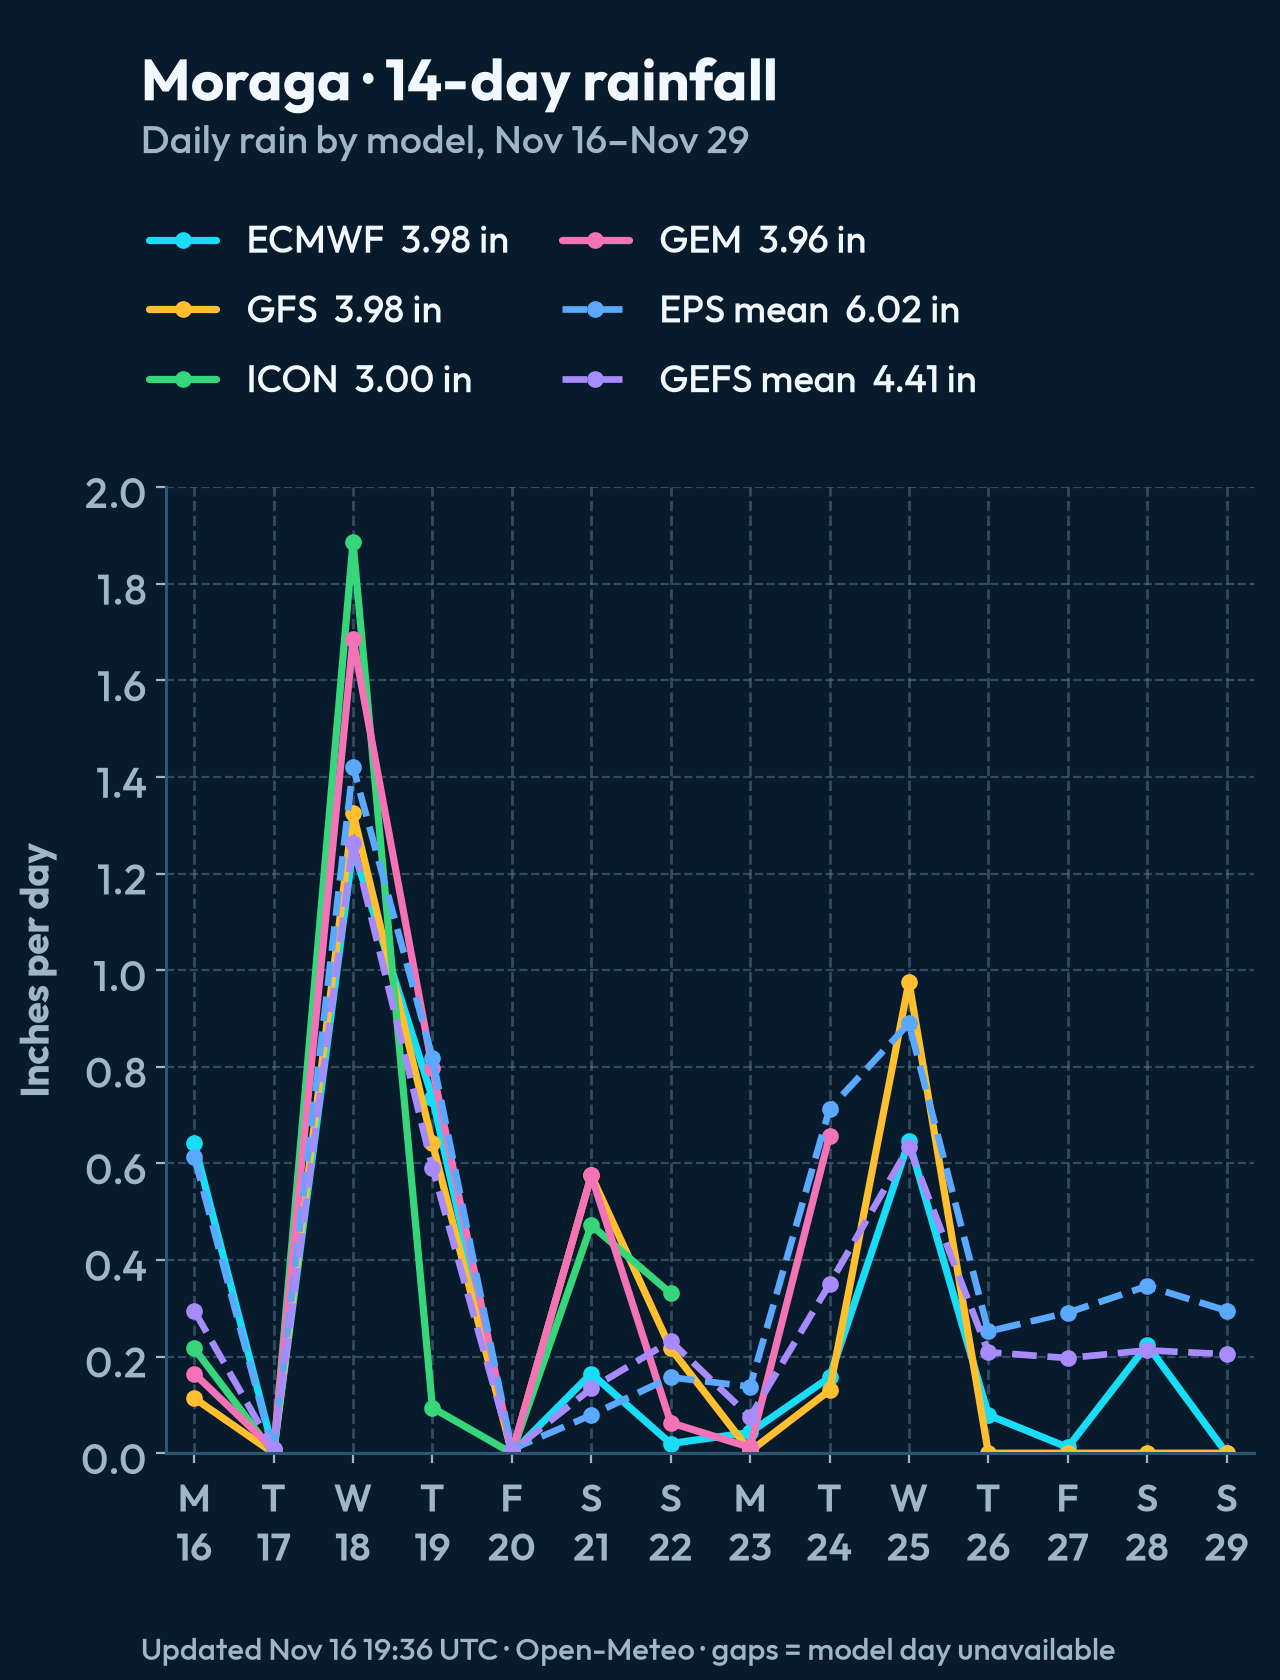 Moraga · 14-day rainfall
Daily rain by model, Nov 16–Nov 29
ECMWF 3.98 in
GEM 3.96 in
GFS 3.98 in
EPS mean 6.02 in
ICON 3.00 in
GEFS mean 4.41 in
Inches per day
2.0
1.8
1.6
1.4
1.2
1.0
0.8
0.6
0.4
0.2
0.0
M T W T F S S M T W T F S S
16 17 18 19 20 21 22 23 24 25 26 27 28 29
Updated Nov 16 19:36 UTC · Open-Meteo · gaps = model day unavailable